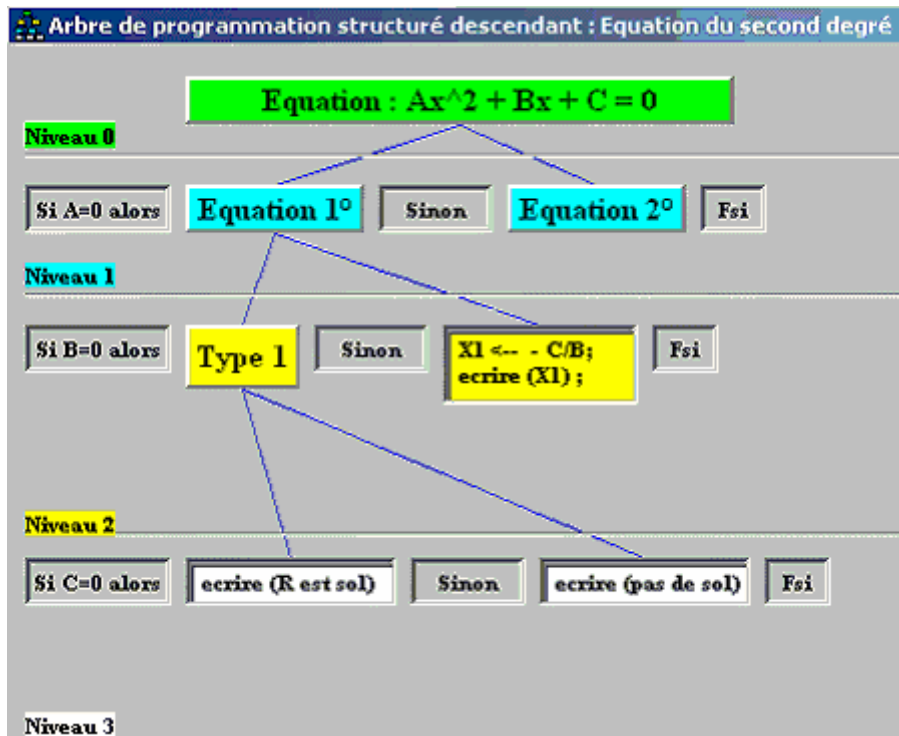 Arbre de programmation structuré descendant : Equation du second degré
Equation : Ax^2 + Bx + C = 0
Niveau 0
Si A=0 alors Equation 1° Sinon Equation 2° Fsi
Niveau 1
Si B=0 alors Type 1 Sinon X1 <-- - C/B; Fsi
ecrire (X1) ;
Niveau 2
Si C=0 alors ecrire (R est sol) Sinon ecrire (pas de sol) Fsi
Niveau 3